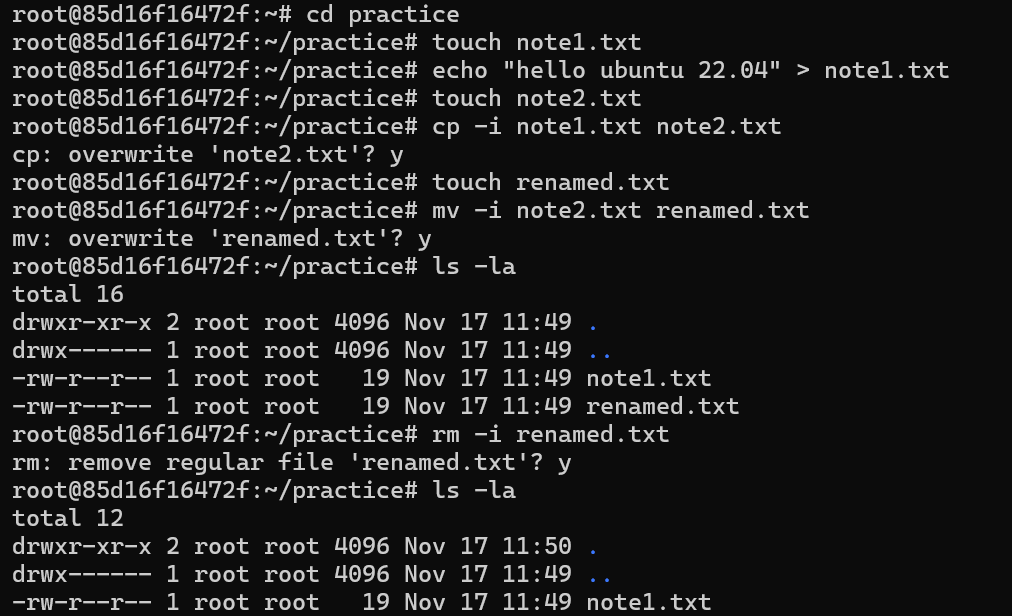 root@85d16f16472f:~# cd practice
root@85d16f16472f:~/practice# touch note1.txt
root@85d16f16472f:~/practice# echo "hello ubuntu 22.04" > note1.txt
root@85d16f16472f:~/practice# touch note2.txt
root@85d16f16472f:~/practice# cp -i note1.txt note2.txt
cp: overwrite 'note2.txt'? y
root@85d16f16472f:~/practice# touch renamed.txt
root@85d16f16472f:~/practice# mv -i note2.txt renamed.txt
mv: overwrite 'renamed.txt'? y
root@85d16f16472f:~/practice# ls -la
total 16
drwxr-xr-x 2 root root 4096 Nov 17 11:49 .
drwx------ 1 root root 4096 Nov 17 11:49 ..
-rw-r--r-- 1 root root   19 Nov 17 11:49 note1.txt
-rw-r--r-- 1 root root   19 Nov 17 11:49 renamed.txt
root@85d16f16472f:~/practice# rm -i renamed.txt
rm: remove regular file 'renamed.txt'? y
root@85d16f16472f:~/practice# ls -la
total 12
drwxr-xr-x 2 root root 4096 Nov 17 11:50 .
drwx------ 1 root root 4096 Nov 17 11:49 ..
-rw-r--r-- 1 root root   19 Nov 17 11:49 note1.txt